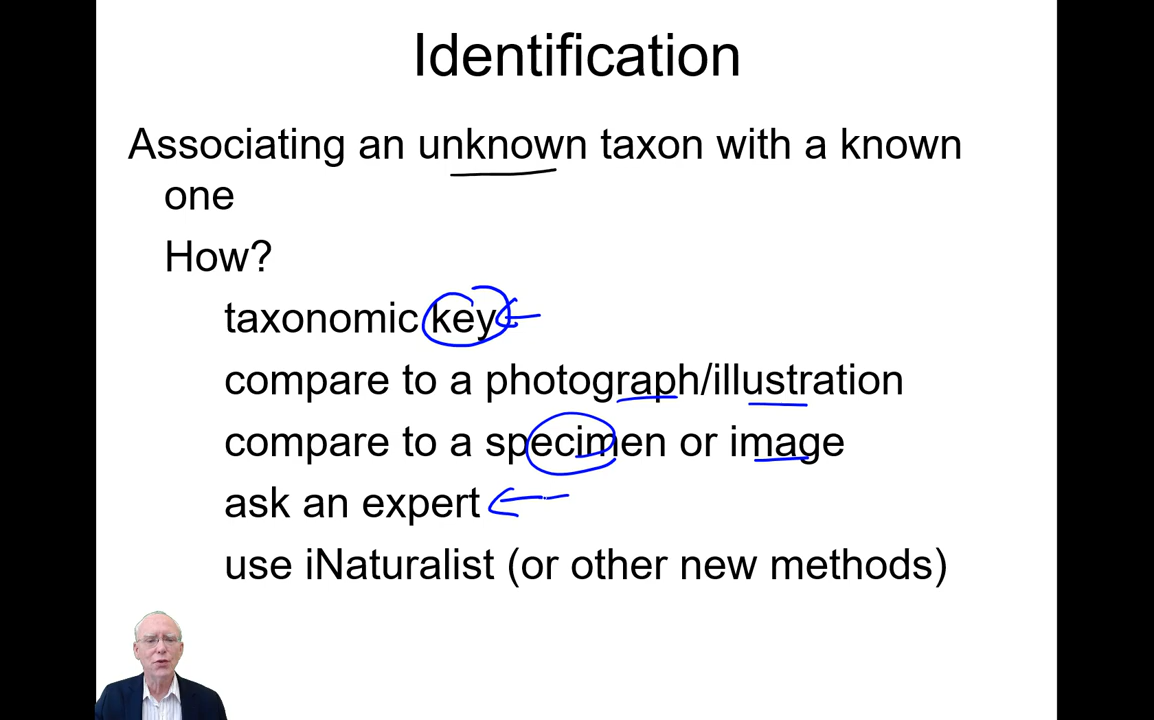 Identification
Associating an unknown taxon with a known
one
How?
taxonomic key
compare to a photograph/illustration
compare to a specimen or image
ask an expert
use iNaturalist (or other new methods)